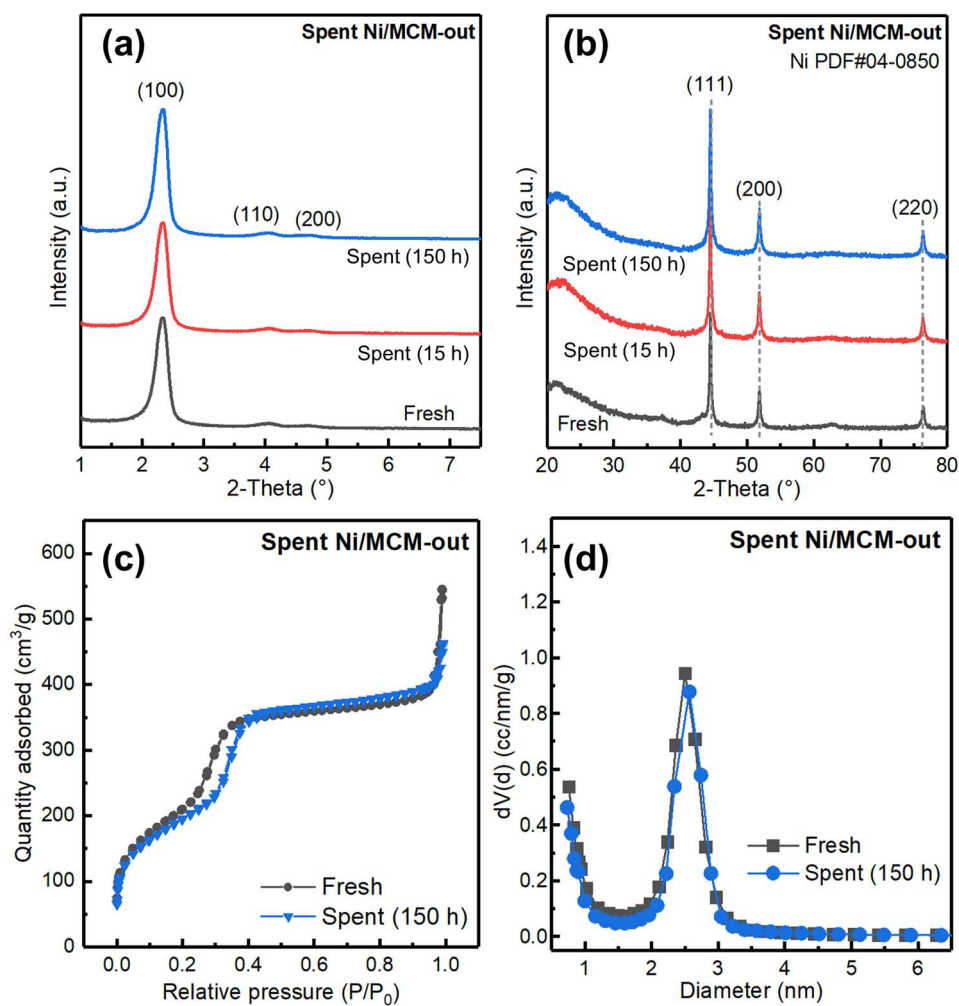 (a)
Spent Ni/MCM-out
(100)
(110)
(200)
Spent (150 h)
Spent (15 h)
Fresh
Intensity (a.u.)
1 2 3 4 5 6 7
2-Theta (°)
(b)
Spent Ni/MCM-out
Ni PDF#04-0850
(111)
(200)
(220)
Spent (150 h)
Spent (15 h)
Fresh
Intensity (a.u.)
20 30 40 50 60 70 80
2-Theta (°)
(c)
Spent Ni/MCM-out
Quantity adsorbed (cm³/g)
600
500
400
300
200
100
0
Fresh
Spent (150 h)
0.0 0.2 0.4 0.6 0.8 1.0
Relative pressure (P/P₀)
(d)
Spent Ni/MCM-out
dV(d) (cc/nm/g)
1.4
1.2
1.0
0.8
0.6
0.4
0.2
0.0
Fresh
Spent (150 h)
1 2 3 4 5 6
Diameter (nm)